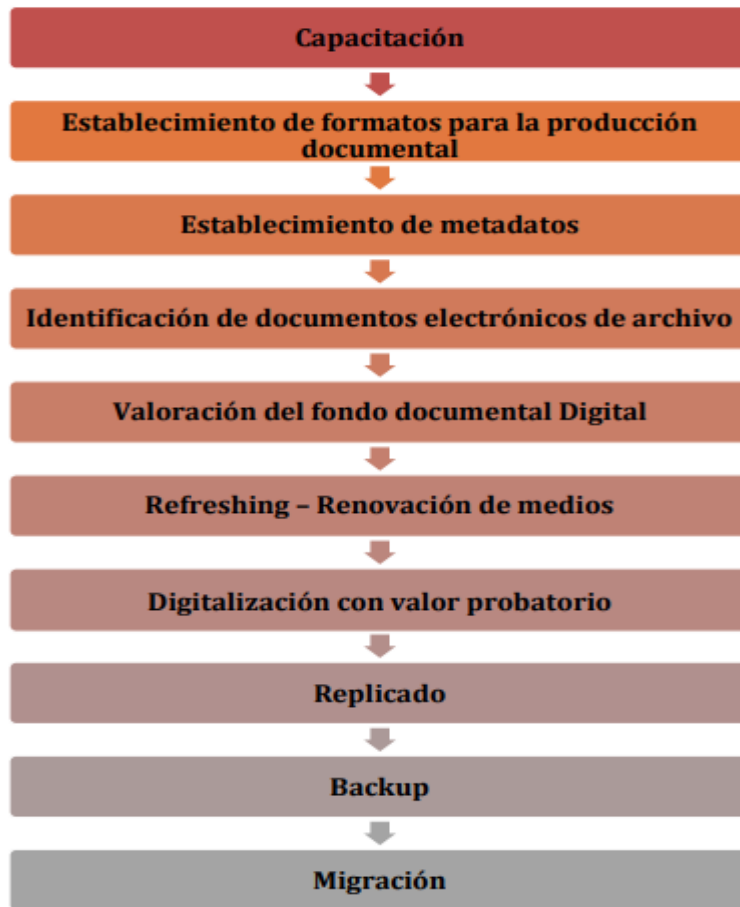 Capacitación
Establecimiento de formatos para la producción
documental
Establecimiento de metadatos
Identificación de documentos electrónicos de archivo
Valoración del fondo documental Digital
Refreshing – Renovación de medios
Digitalización con valor probatorio
Replicado
Backup
Migración